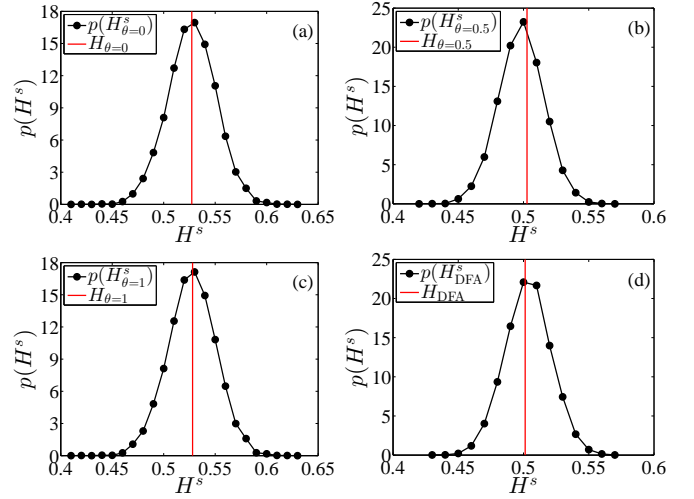 18
15
12
9
6
3
0
p(H^s)
p(H^s_{θ=0})
H_{θ=0}
(a)
0.4 0.45 0.5 0.55 0.6 0.65
H^s
25
20
15
10
5
0
p(H^s)
p(H^s_{θ=0.5})
H_{θ=0.5}
(b)
0.4 0.45 0.5 0.55 0.6
H^s
18
15
12
9
6
3
0
p(H^s)
p(H^s_{θ=1})
H_{θ=1}
(c)
0.4 0.45 0.5 0.55 0.6 0.65
H^s
25
20
15
10
5
0
p(H^s)
p(H^s_{DFA})
H_{DFA}
(d)
0.4 0.45 0.5 0.55 0.6
H^s